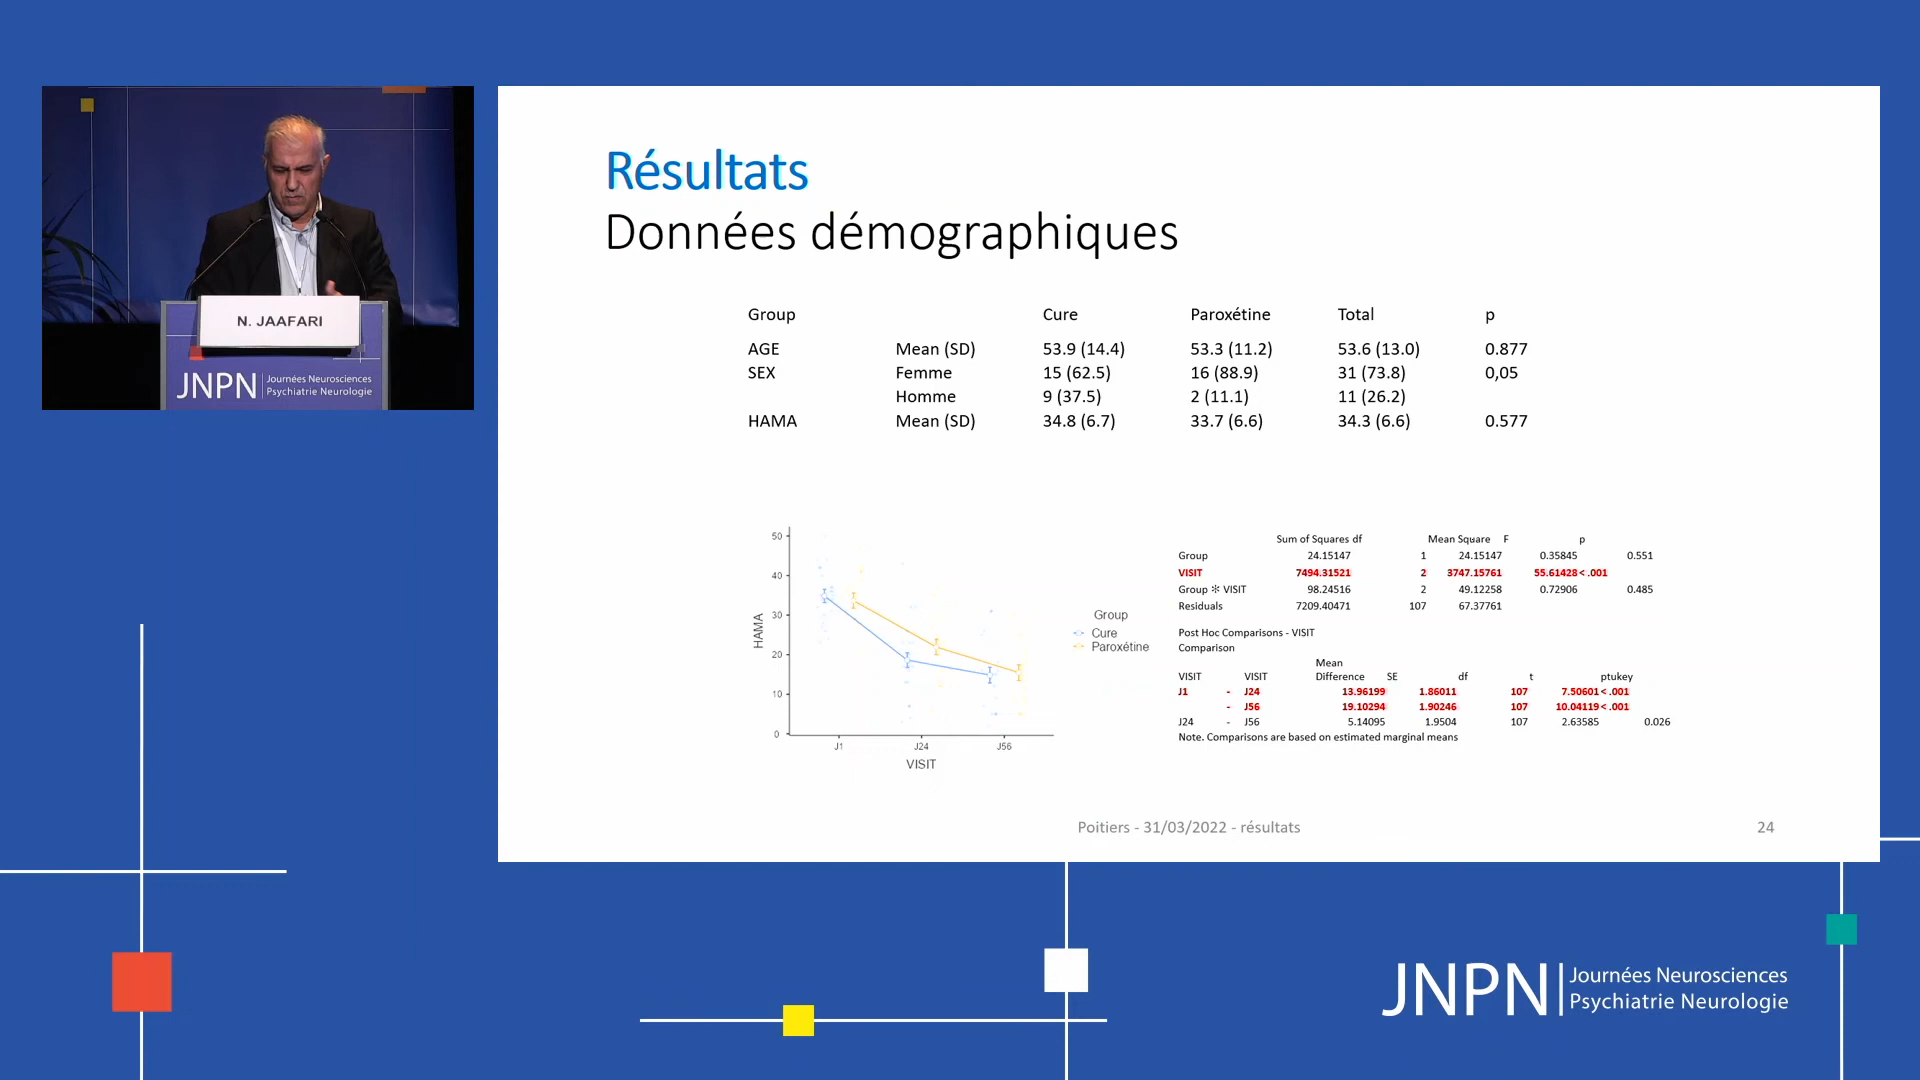 N. JAAFARI
JNPN Journées Neurosciences
Psychiatrie Neurologie
Résultats
Données démographiques
Group Cure Paroxétine Total p
AGE Mean (SD) 53.9 (14.4) 53.3 (11.2) 53.6 (13.0) 0.877
SEX Femme 15 (62.5) 16 (88.9) 31 (73.8) 0,05
Homme 9 (37.5) 2 (11.1) 11 (26.2)
HAMA Mean (SD) 34.8 (6.7) 33.7 (6.6) 34.3 (6.6) 0.577
50
40
30
20
10
0
HAMA
J1 J24 J56
VISIT
Group
Cure
Paroxétine
Sum of Squares df Mean Square F p
Group 24.15147 1 24.15147 0.35845 0.551
VISIT 7494.31521 2 3747.15761 55.61428 < .001
Group ✻ VISIT 98.24516 2 49.12258 0.72906 0.485
Residuals 7209.40471 107 67.37761
Post Hoc Comparisons - VISIT
Comparison
Mean
VISIT VISIT Difference SE df t ptukey
J1 - J24 13.96199 1.86011 107 7.50601 < .001
- J56 19.10294 1.90246 107 10.04119 < .001
J24 - J56 5.14095 1.9504 107 2.63585 0.026
Note. Comparisons are based on estimated marginal means
Poitiers - 31/03/2022 - résultats 24
JNPN Journées Neurosciences
Psychiatrie Neurologie